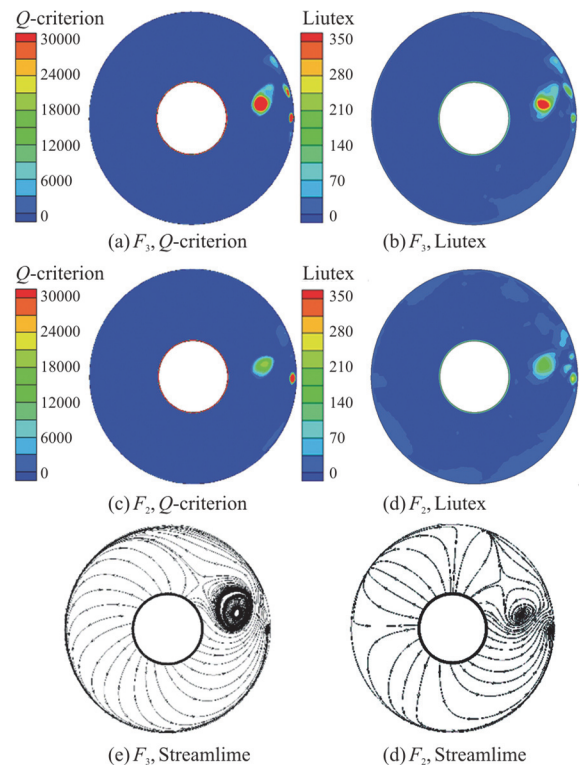 Q-criterion Liutex
30000 350
24000 280
18000 210
12000 140
6000 70
0 0
(a) F3, Q-criterion (b) F3, Liutex
Q-criterion Liutex
30000 350
24000 280
18000 210
12000 140
6000 70
0 0
(c) F2, Q-criterion (d) F2, Liutex
(e) F3, Streamlime (d) F2, Streamlime